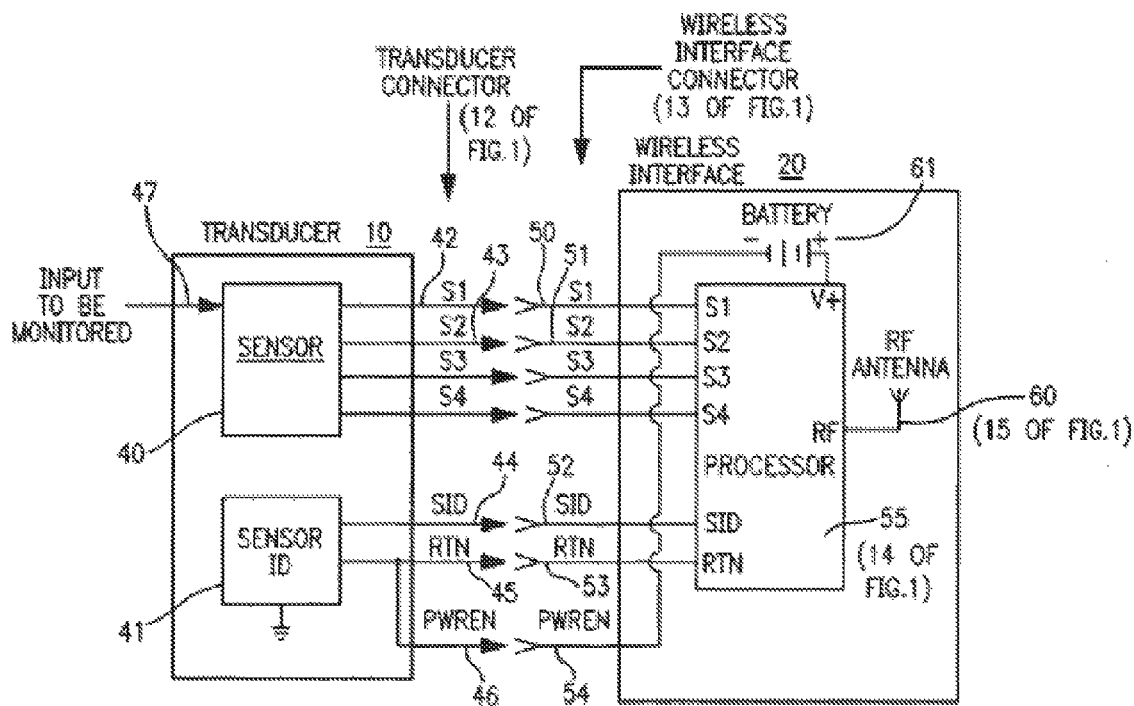 WIRELESS
INTERFACE
CONNECTOR
(13 OF FIG.1)
TRANSDUCER
CONNECTOR
(12 OF
FIG.1)
WIRELESS
INTERFACE
20
61
BATTERY
- +
47
TRANSDUCER 10
42
43
50
51
INPUT
TO BE
MONITORED
SENSOR
S1
S2
S3
S4
S1
S2
S3
S4
S1
S2
S3
S4
V+
RF
ANTENNA
60
(15 OF FIG.1)
RF
PROCESSOR
40
44
52
SENSOR
ID
SID
RTN
SID
RTN
SID
RTN
55
(14 OF
FIG.1)
45
53
41
PWREN
PWREN
46
54